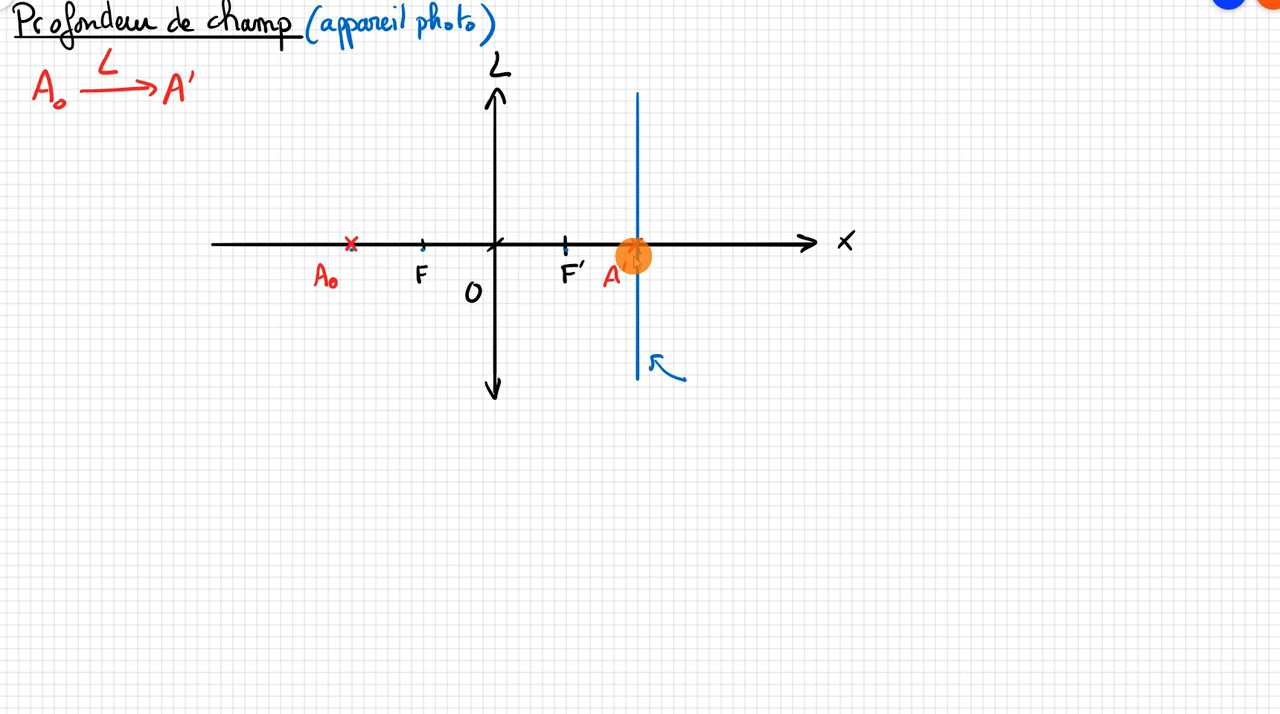 Profondeur de champ (appareil photo)
L
A₀ ⟶ A'
L
X
A₀ F O F' A'